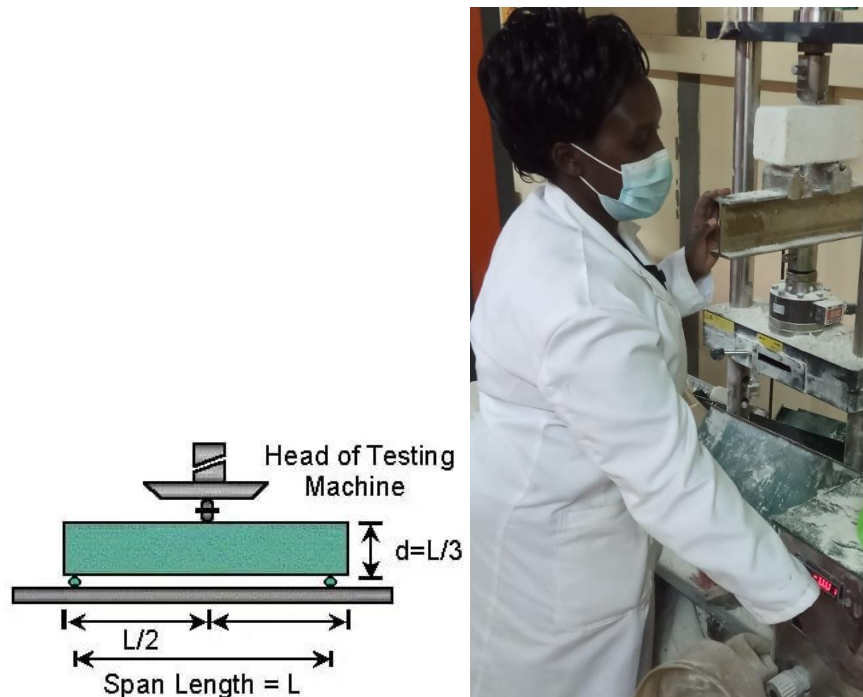 Head of Testing
Machine
d=L/3
L/2
Span Length = L